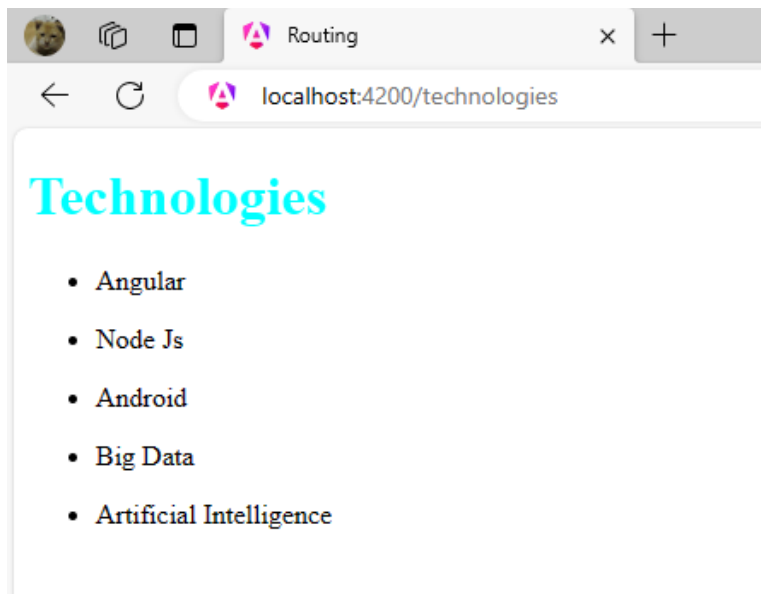 Routing
localhost:4200/technologies
Technologies
Angular
Node Js
Android
Big Data
Artificial Intelligence